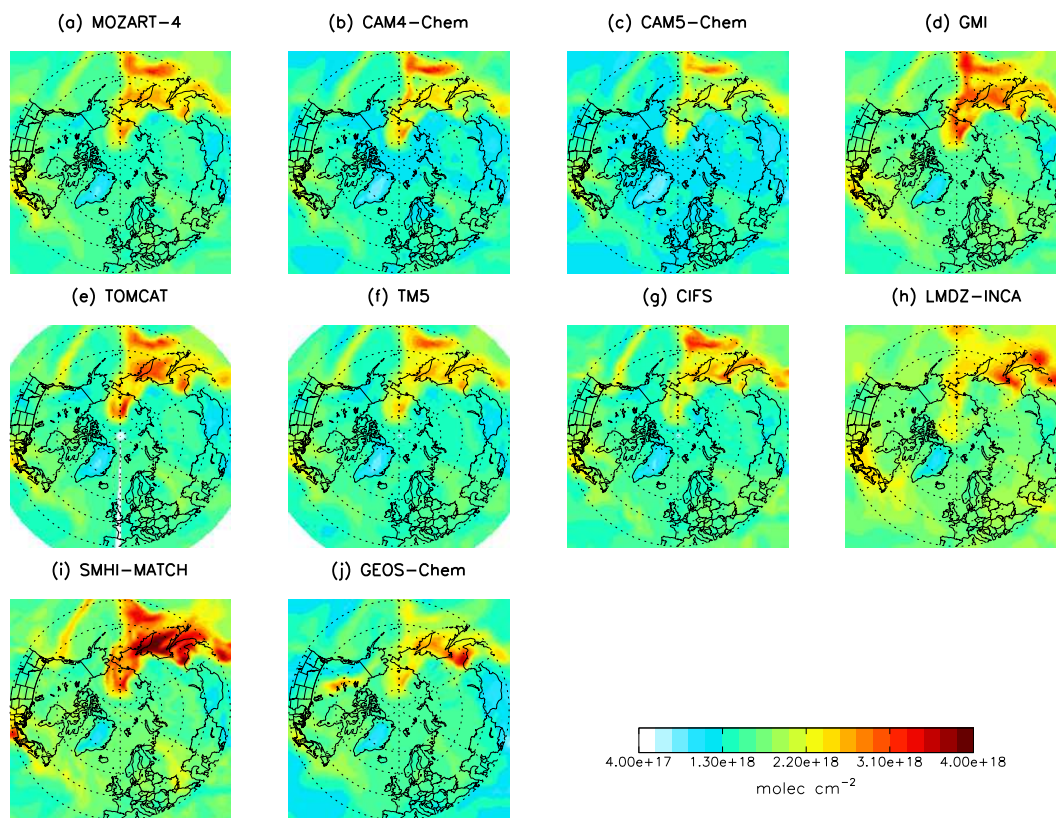 (a) MOZART−4 (b) CAM4−Chem (c) CAM5−Chem (d) GMI
(e) TOMCAT (f) TM5 (g) CIFS (h) LMDZ−INCA
(i) SMHI−MATCH (j) GEOS−Chem
4.00e+17 1.30e+18 2.20e+18 3.10e+18 4.00e+18
molec cm⁻²